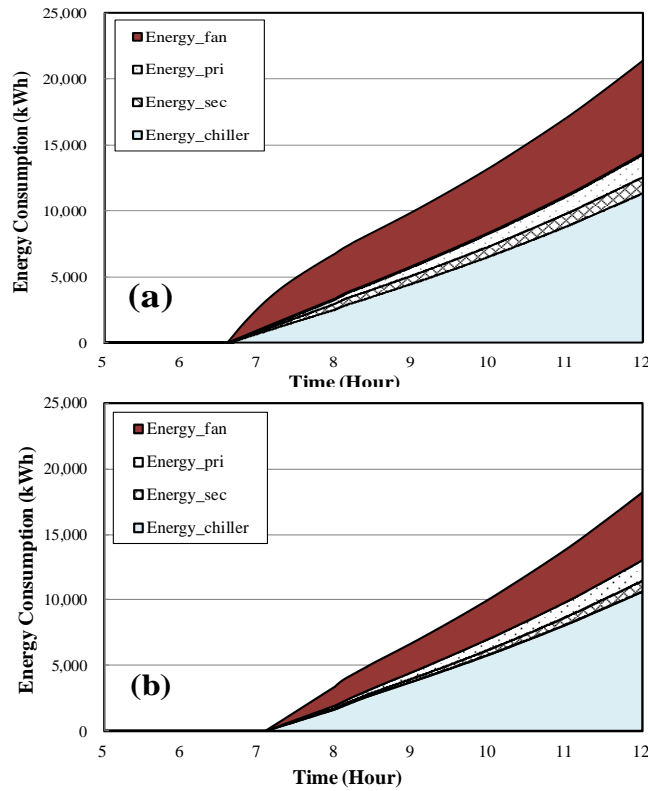 25,000
20,000
15,000
10,000
5,000
0
Energy Consumption (kWh)
Energy_fan
Energy_pri
Energy_sec
Energy_chiller
(a)
5 6 7 8 9 10 11 12
Time (Hour)
25,000
20,000
15,000
10,000
5,000
0
Energy Consumption (kWh)
Energy_fan
Energy_pri
Energy_sec
Energy_chiller
(b)
5 6 7 8 9 10 11 12
Time (Hour)